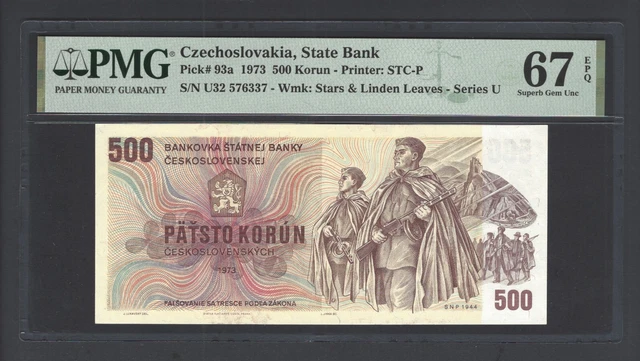 PMG®
PAPER MONEY GUARANTY
Czechoslovakia, State Bank
Pick# 93a 1973 500 Korun - Printer: STC-P
S/N U32 576337 - Wmk: Stars & Linden Leaves - Series U
67 EPQ
Superb Gem Unc
500
BANKOVKA ŠTÁTNEJ BANKY
ČESKOSLOVENSKEJ
500
PÄŤSTO KORÚN
ČESKOSLOVENSKÝCH
1973
FALŠOVANIE SA TRESCE PODĽA ZÁKONA
SNP 1944
500